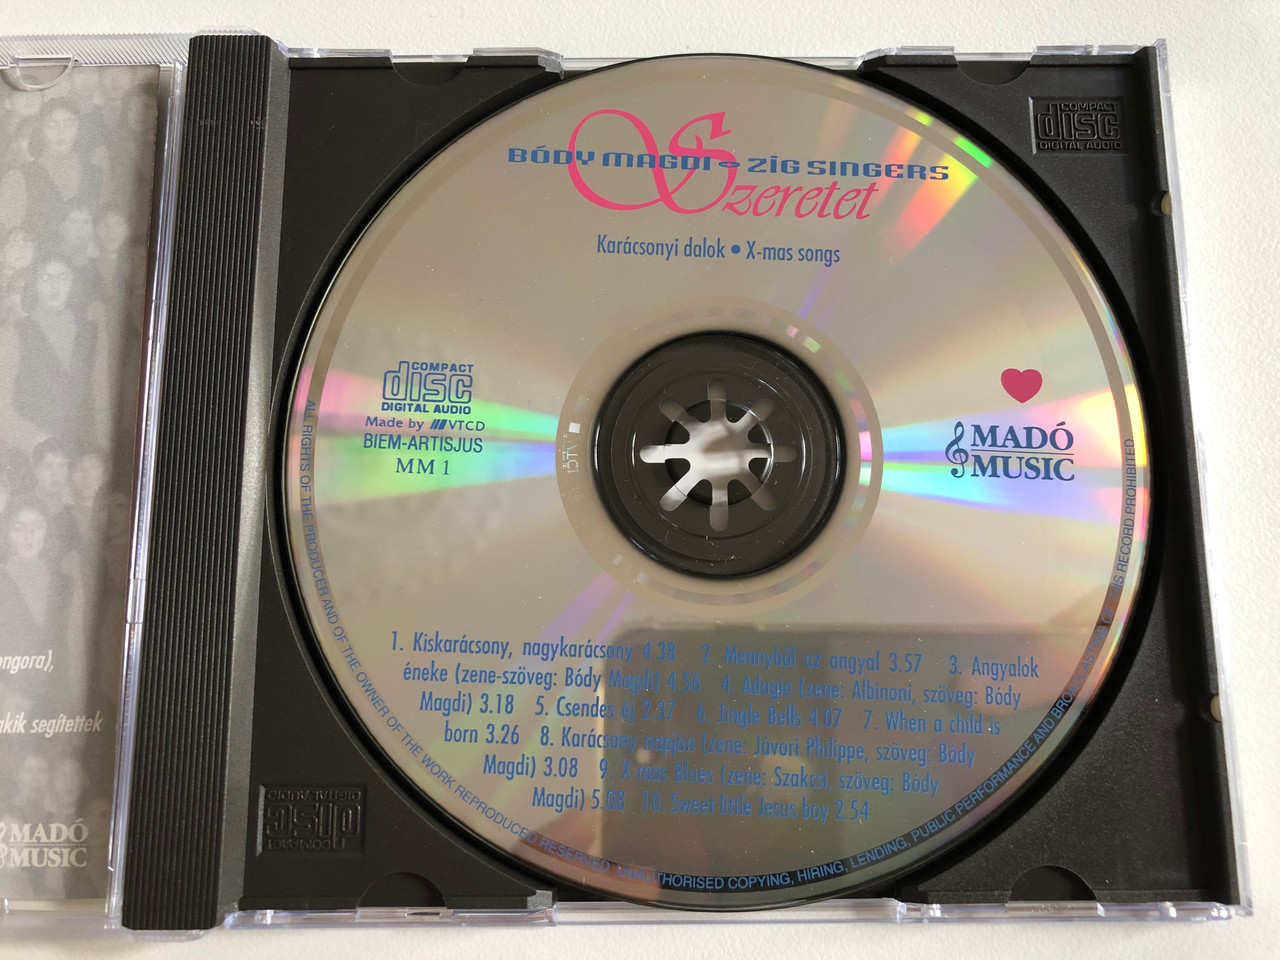 BÓDY MAGDI ZIG SINGERS
Szeretet
Karácsonyi dalok • X-mas songs
COMPACT
disc
DIGITAL AUDIO
Made by VTCD
BIEM-ARTISJUS
MM 1
MADÓ
MUSIC
1. Kiskarácsony, nagykarácsony 4.38 2. Mennyből az angyal 3.57 3. Angyalok
éneke (zene-szöveg: Bódy Magdi) 4.56 4. Adagio (zene: Albinoni, szöveg: Bódy
Magdi) 3.18 5. Csendes éj 2.37 6. Jingle Bells 4.07 7. When a child is
born 3.26 8. Karácsony napján (zene: Jávori Philippe, szöveg: Bódy
Magdi) 3.08 9. X-mas Blues (zene: Szakcsi, szöveg: Bódy
Magdi) 5.08 10. Sweet little Jesus boy 2.54
ALL RIGHTS OF THE PRODUCER AND OF THE OWNER OF THE WORK REPRODUCED RESERVED. UNAUTHORISED COPYING, HIRING, LENDING, PUBLIC PERFORMANCE AND BROADCASTING OF THIS RECORD PROHIBITED
COMPACT
disc
DIGITAL AUDIO
COMPACT
disc
DIGITAL AUDIO
ongora),
akik segítettek
MADÓ
MUSIC